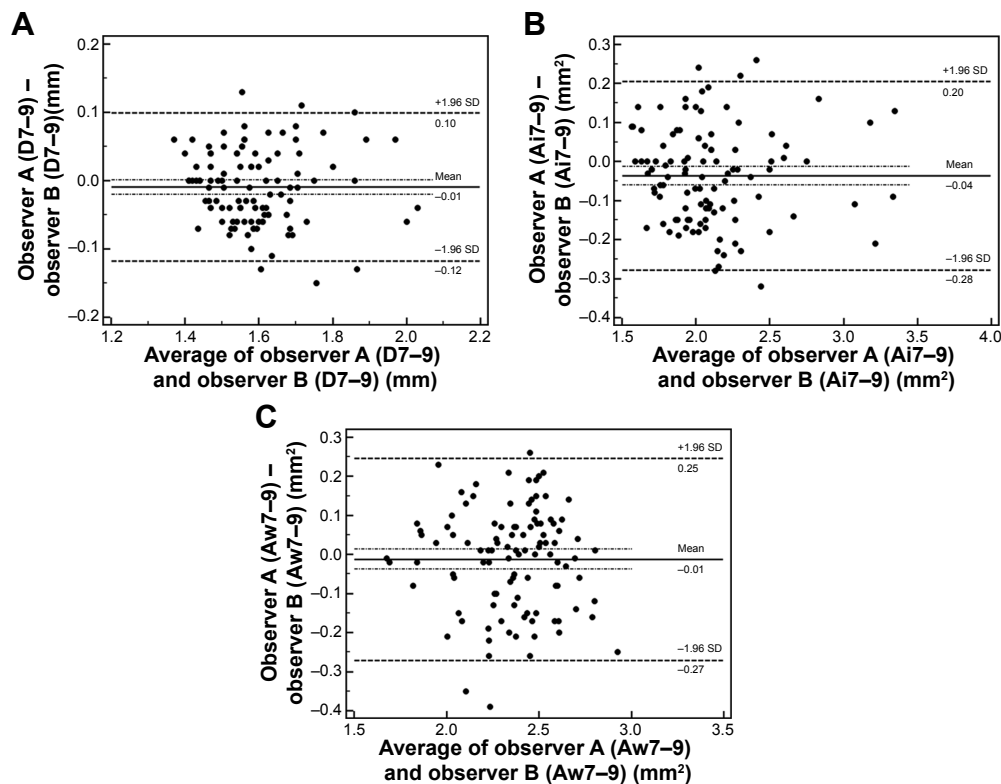 A
Observer A (D7–9) –
observer B (D7–9)(mm)
0.2
0.1
0.0
–0.1
–0.2
+1.96 SD
0.10
Mean
–0.01
–1.96 SD
–0.12
1.2
1.4
1.6
1.8
2.0
2.2
Average of observer A (D7–9)
and observer B (D7–9) (mm)
B
Observer A (Ai7–9) –
observer B (Ai7–9) (mm²)
0.3
0.2
0.1
0.0
–0.1
–0.2
–0.3
–0.4
+1.96 SD
0.20
Mean
–0.04
–1.96 SD
–0.28
1.5
2.0
2.5
3.0
3.5
4.0
Average of observer A (Ai7–9)
and observer B (Ai7–9) (mm²)
C
Observer A (Aw7–9) –
observer B (Aw7–9) (mm²)
0.3
0.2
0.1
0.0
–0.1
–0.2
–0.3
–0.4
+1.96 SD
0.25
Mean
–0.01
–1.96 SD
–0.27
1.5
2.0
2.5
3.0
3.5
Average of observer A (Aw7–9)
and observer B (Aw7–9) (mm²)